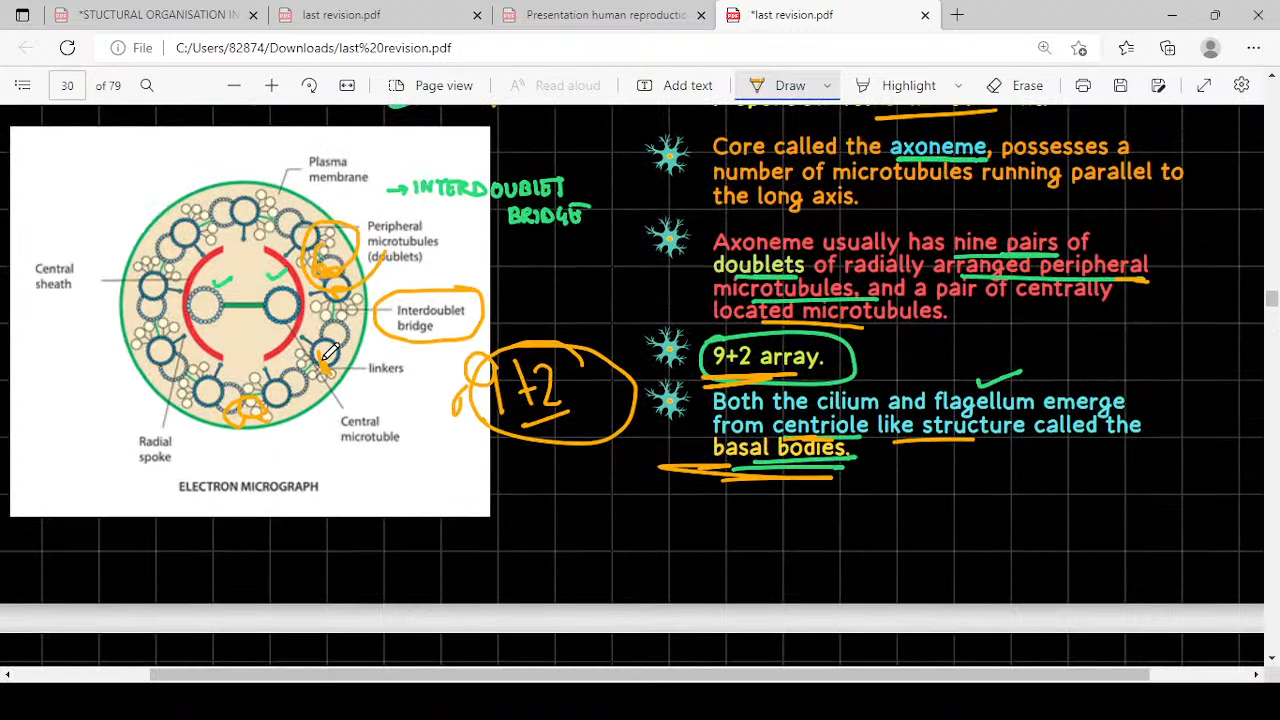 *STUCTURAL ORGANISATION IN
last revision.pdf
Presentation human reproductic
*last revision.pdf
File
C:/Users/82874/Downloads/last%20revision.pdf
30
of 79
Page view
Read aloud
Add text
Draw
Highlight
Erase
Core called the axoneme, possesses a
number of microtubules running parallel to
the long axis.
Axoneme usually has nine pairs of
doublets of radially arranged peripheral
microtubules, and a pair of centrally
located microtubules.
9+2 array.
Both the cilium and flagellum emerge
from centriole like structure called the
basal bodies.
Plasma
membrane
→ INTERDOUBLET
BRIDGE
Peripheral
microtubules
(doublets)
Central
sheath
Interdoublet
bridge
9+2
linkers
Central
microtuble
Radial
spoke
ELECTRON MICROGRAPH